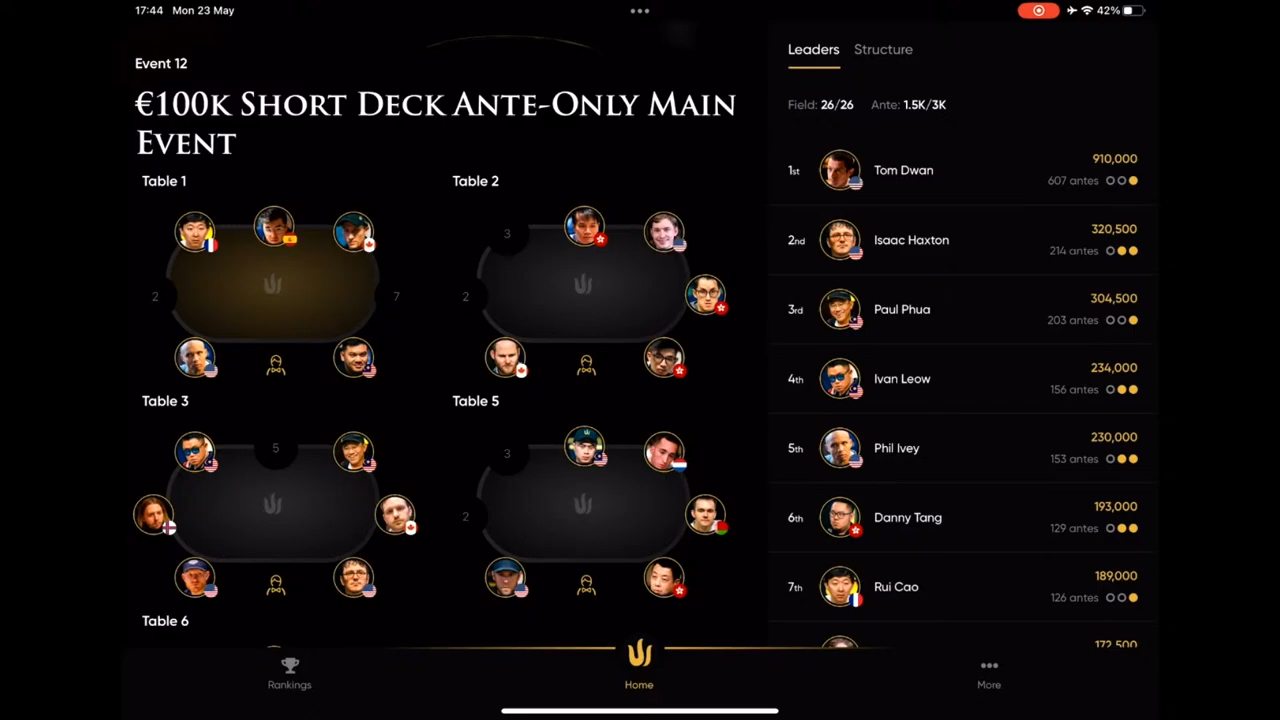 17:44 Mon 23 May
42%
Event 12
€100K SHORT DECK ANTE-ONLY MAIN
EVENT
Table 1
Table 2
2
7
3
2
Table 3
Table 5
5
3
2
Table 6
Leaders Structure
Field: 26/26 Ante: 1.5K/3K
1st Tom Dwan 910,000
607 antes
2nd Isaac Haxton 320,500
214 antes
3rd Paul Phua 304,500
203 antes
4th Ivan Leow 234,000
156 antes
5th Phil Ivey 230,000
153 antes
6th Danny Tang 193,000
129 antes
7th Rui Cao 189,000
126 antes
172,500
Rankings Home More